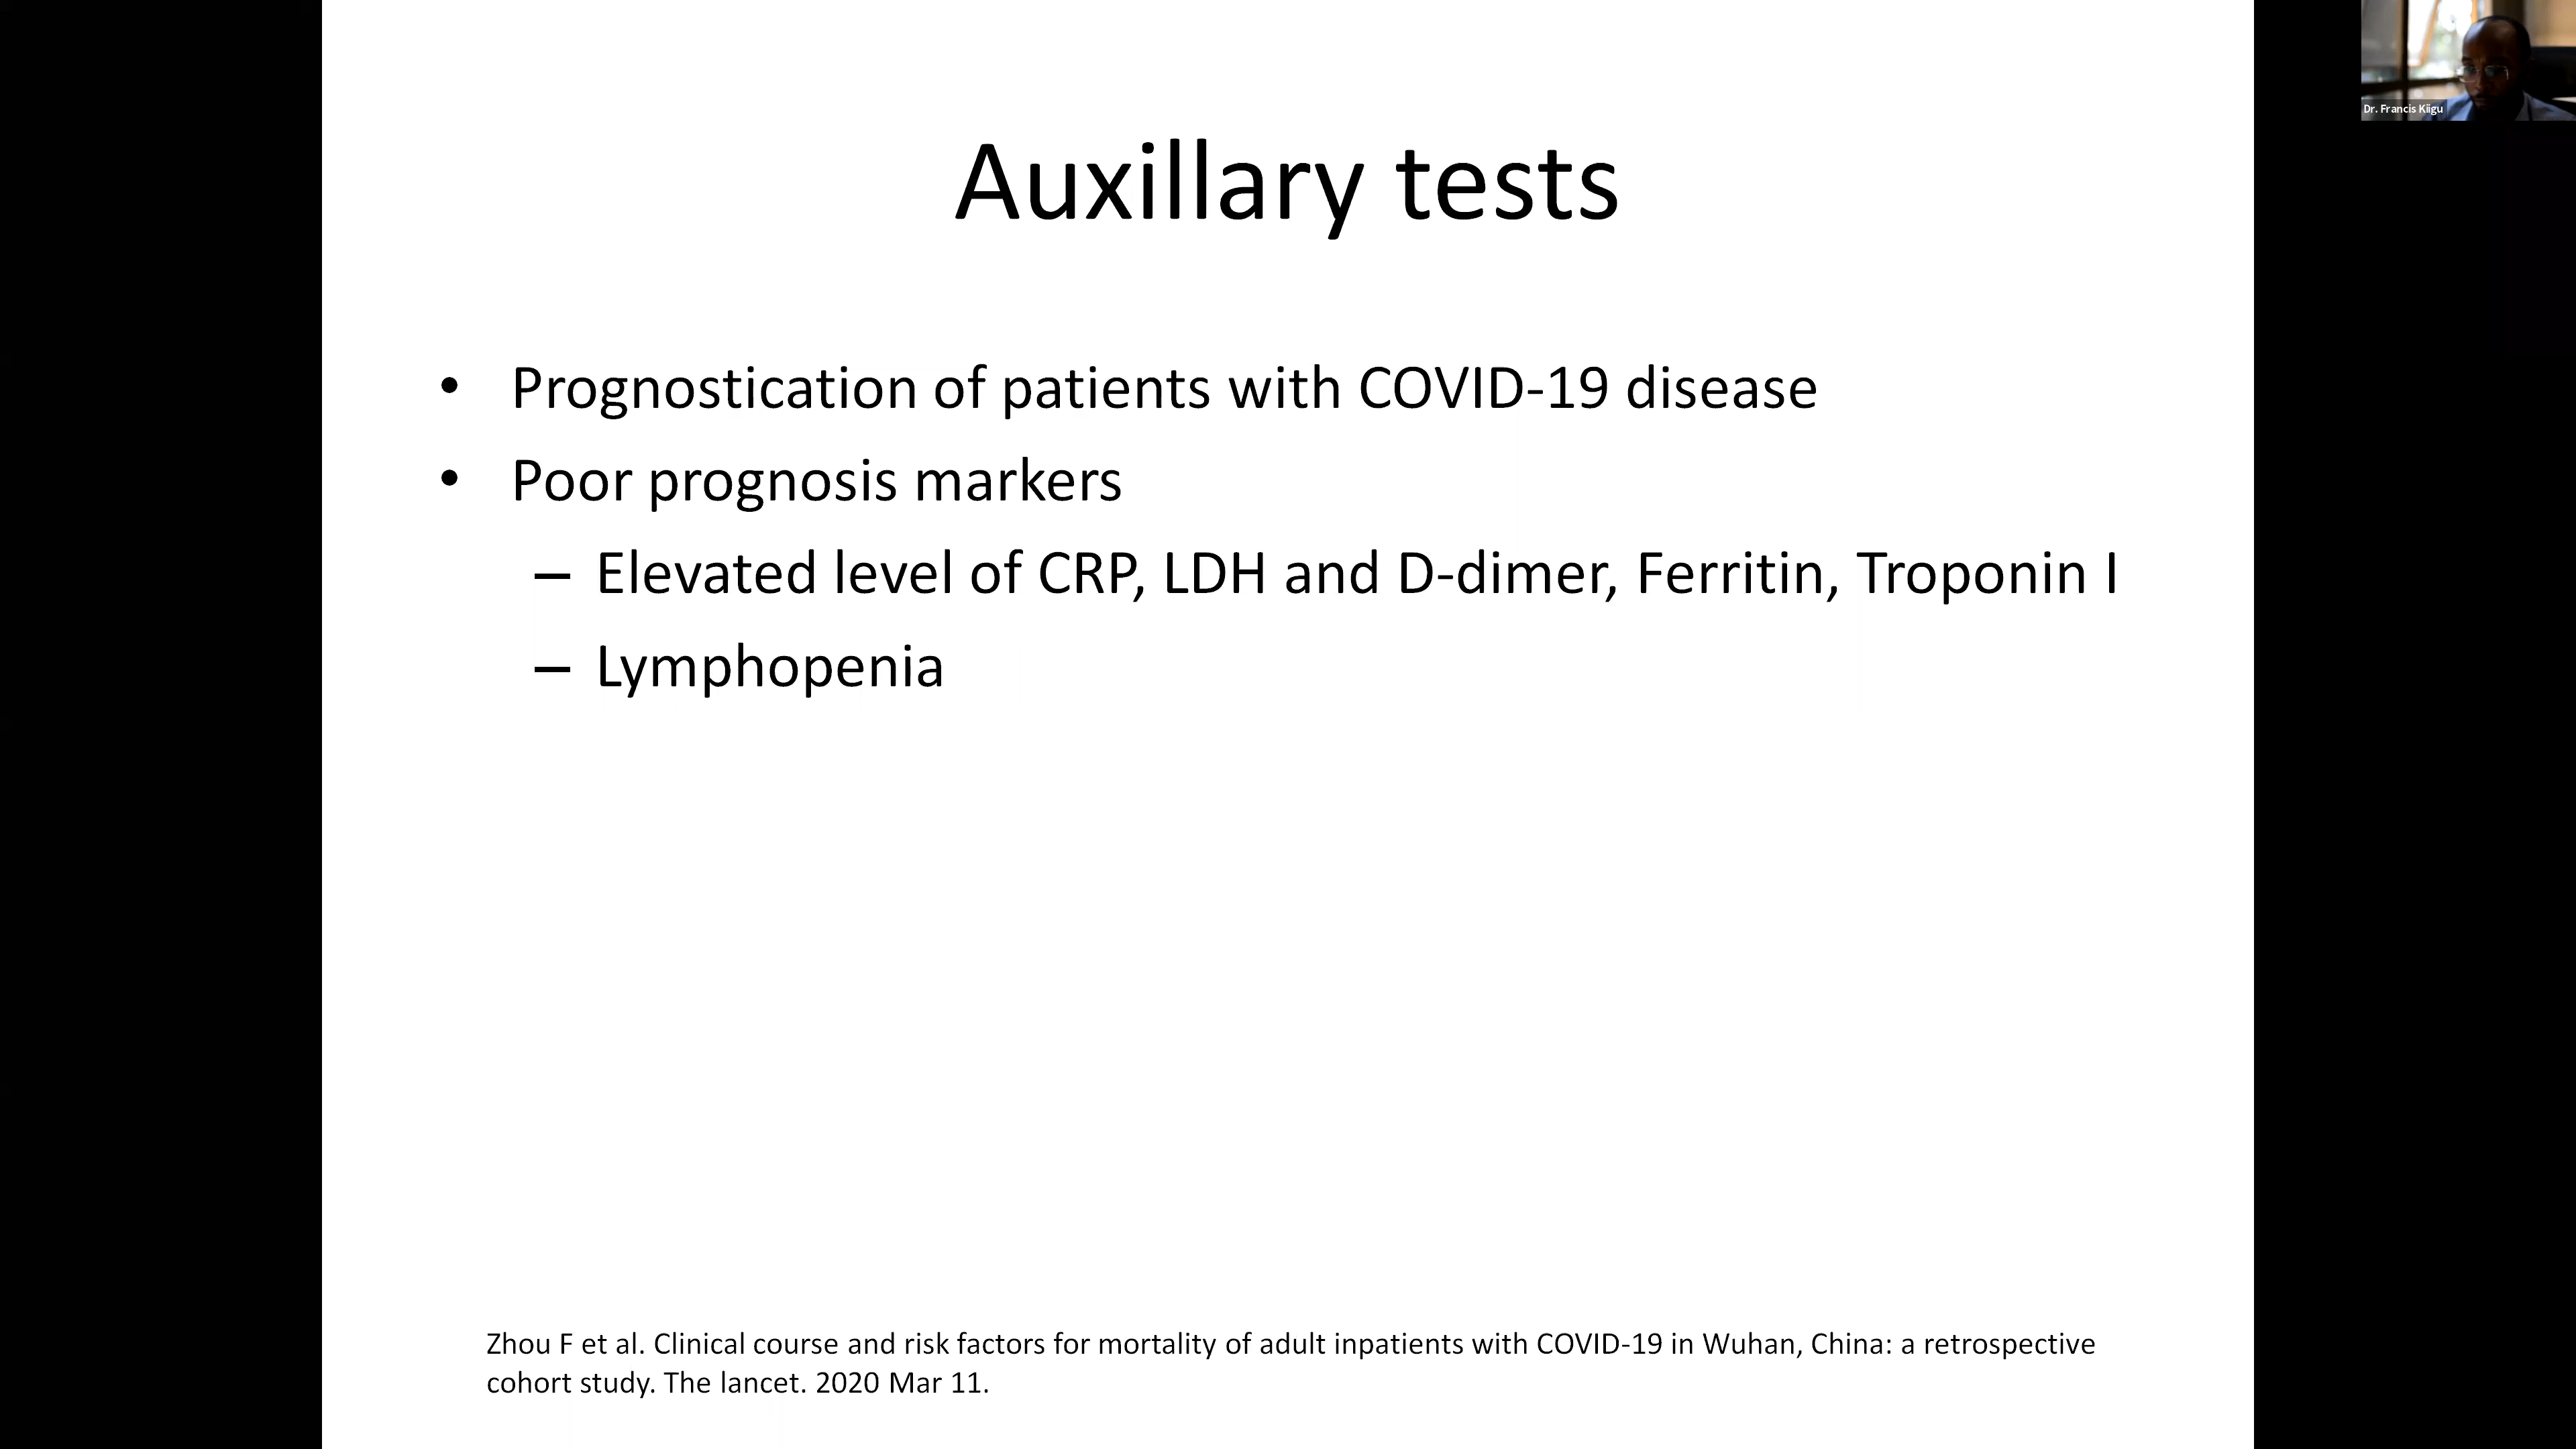 Dr. Francis Kiigu
Auxillary tests
• Prognostication of patients with COVID-19 disease
• Poor prognosis markers
– Elevated level of CRP, LDH and D-dimer, Ferritin, Troponin I
– Lymphopenia
Zhou F et al. Clinical course and risk factors for mortality of adult inpatients with COVID-19 in Wuhan, China: a retrospective
cohort study. The lancet. 2020 Mar 11.